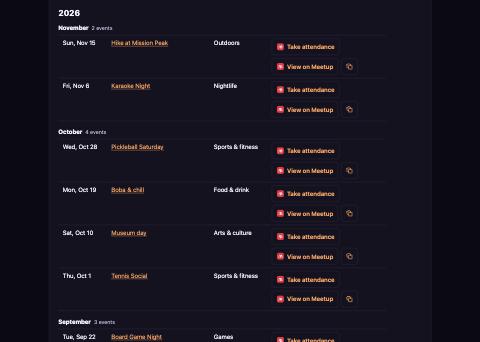 2026
November 2 events
Sun, Nov 15 Hike at Mission Peak Outdoors Take attendance
View on Meetup
Fri, Nov 6 Karaoke Night Nightlife Take attendance
View on Meetup
October 4 events
Wed, Oct 28 Pickleball Saturday Sports & fitness Take attendance
View on Meetup
Mon, Oct 19 Boba & chill Food & drink Take attendance
View on Meetup
Sat, Oct 10 Museum day Arts & culture Take attendance
View on Meetup
Thu, Oct 1 Tennis Social Sports & fitness Take attendance
View on Meetup
September 3 events
Tue, Sep 22 Board Game Night Games Take attendance